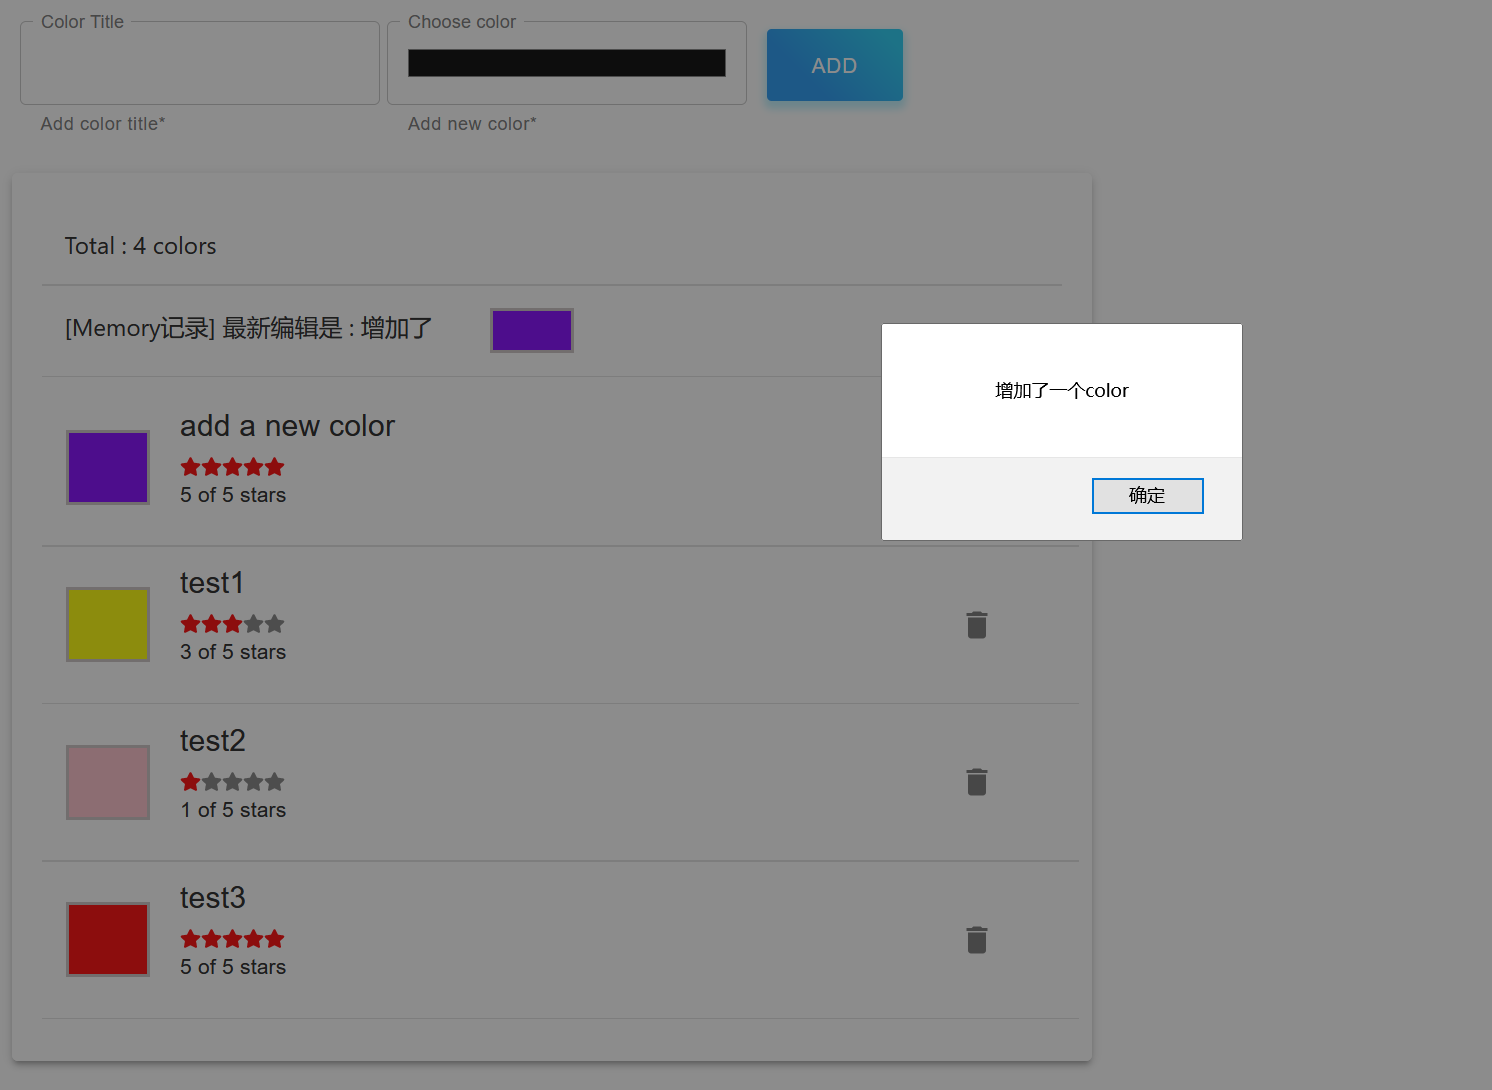 Color Title
Choose color
ADD
Add color title*
Add new color*
Total : 4 colors
[Memory记录] 最新编辑是 : 增加了
增加了一个color
确定
add a new color
5 of 5 stars
test1
3 of 5 stars
test2
1 of 5 stars
test3
5 of 5 stars